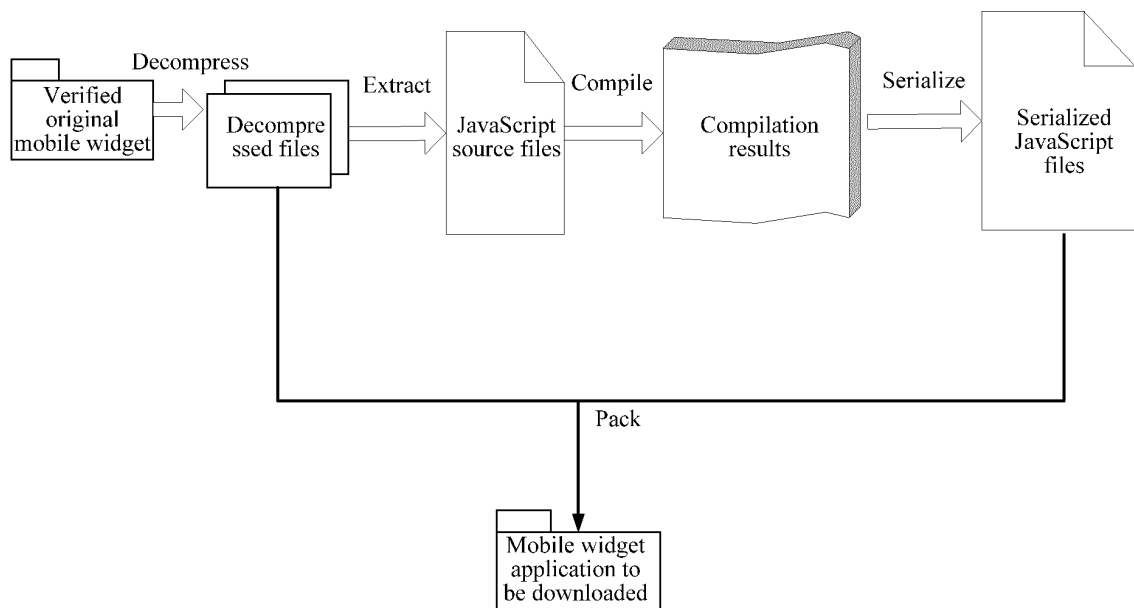 Decompress
Verified
original
mobile widget
Decompre
ssed files
Extract
JavaScript
source files
Compile
Compilation
results
Serialize
Serialized
JavaScript
files
Pack
Mobile widget
application to
be downloaded